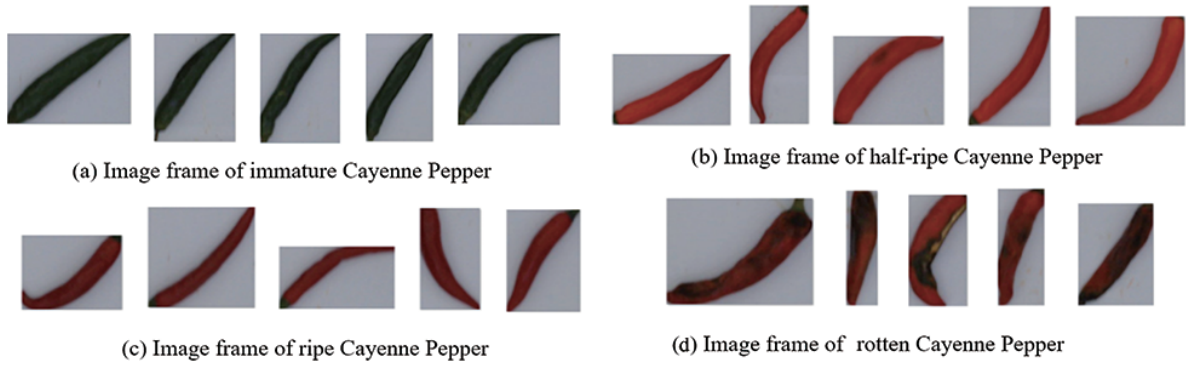 (a) Image frame of immature Cayenne Pepper
(b) Image frame of half-ripe Cayenne Pepper
(c) Image frame of ripe Cayenne Pepper
(d) Image frame of rotten Cayenne Pepper